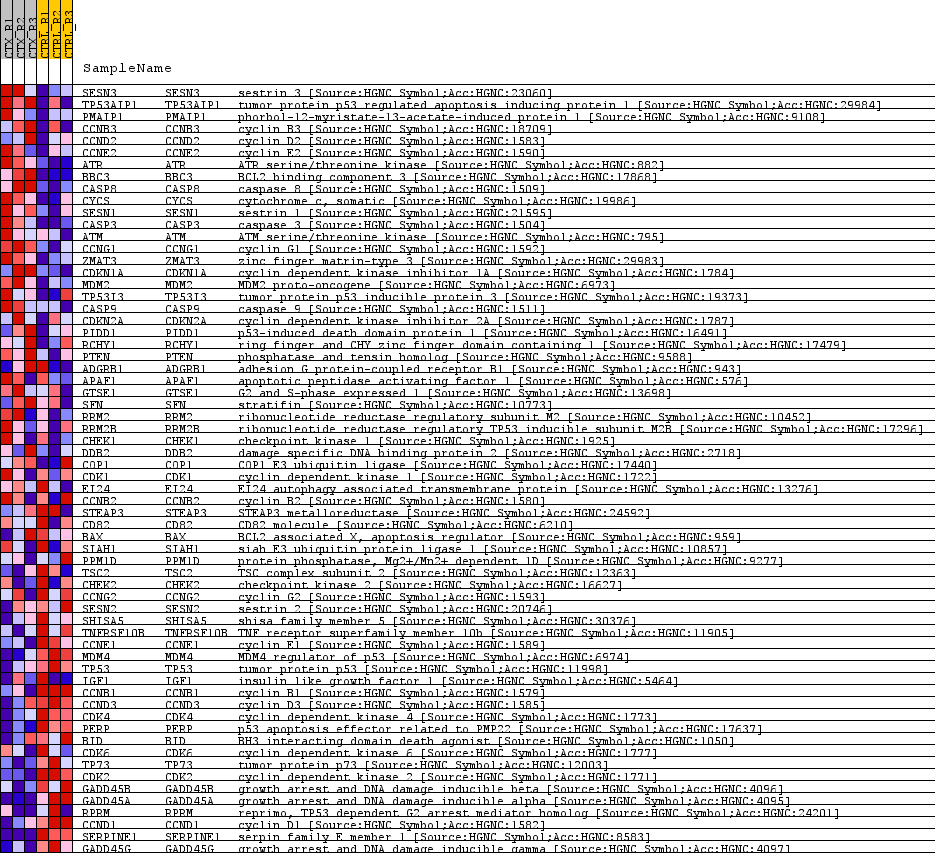 CTX_R1 CTX_R2 CTX_R3 CTRL_R1 CTRL_R2 CTRL_R3
SampleName
SESN3 SESN3 sestrin 3 [Source:HGNC Symbol;Acc:HGNC:23060]
TP53AIP1 TP53AIP1 tumor protein p53 regulated apoptosis inducing protein 1 [Source:HGNC Symbol;Acc:HGNC:29984]
PMAIP1 PMAIP1 phorbol-12-myristate-13-acetate-induced protein 1 [Source:HGNC Symbol;Acc:HGNC:9108]
CCNB3 CCNB3 cyclin B3 [Source:HGNC Symbol;Acc:HGNC:18709]
CCND2 CCND2 cyclin D2 [Source:HGNC Symbol;Acc:HGNC:1583]
CCNE2 CCNE2 cyclin E2 [Source:HGNC Symbol;Acc:HGNC:1590]
ATR ATR ATR serine/threonine kinase [Source:HGNC Symbol;Acc:HGNC:882]
BBC3 BBC3 BCL2 binding component 3 [Source:HGNC Symbol;Acc:HGNC:17868]
CASP8 CASP8 caspase 8 [Source:HGNC Symbol;Acc:HGNC:1509]
CYCS CYCS cytochrome c, somatic [Source:HGNC Symbol;Acc:HGNC:19986]
SESN1 SESN1 sestrin 1 [Source:HGNC Symbol;Acc:HGNC:21595]
CASP3 CASP3 caspase 3 [Source:HGNC Symbol;Acc:HGNC:1504]
ATM ATM ATM serine/threonine kinase [Source:HGNC Symbol;Acc:HGNC:795]
CCNG1 CCNG1 cyclin G1 [Source:HGNC Symbol;Acc:HGNC:1592]
ZMAT3 ZMAT3 zinc finger matrin-type 3 [Source:HGNC Symbol;Acc:HGNC:29983]
CDKN1A CDKN1A cyclin dependent kinase inhibitor 1A [Source:HGNC Symbol;Acc:HGNC:1784]
MDM2 MDM2 MDM2 proto-oncogene [Source:HGNC Symbol;Acc:HGNC:6973]
TP53I3 TP53I3 tumor protein p53 inducible protein 3 [Source:HGNC Symbol;Acc:HGNC:19373]
CASP9 CASP9 caspase 9 [Source:HGNC Symbol;Acc:HGNC:1511]
CDKN2A CDKN2A cyclin dependent kinase inhibitor 2A [Source:HGNC Symbol;Acc:HGNC:1787]
PIDD1 PIDD1 p53-induced death domain protein 1 [Source:HGNC Symbol;Acc:HGNC:16491]
RCHY1 RCHY1 ring finger and CHY zinc finger domain containing 1 [Source:HGNC Symbol;Acc:HGNC:17479]
PTEN PTEN phosphatase and tensin homolog [Source:HGNC Symbol;Acc:HGNC:9588]
ADGRB1 ADGRB1 adhesion G protein-coupled receptor B1 [Source:HGNC Symbol;Acc:HGNC:943]
APAF1 APAF1 apoptotic peptidase activating factor 1 [Source:HGNC Symbol;Acc:HGNC:576]
GTSE1 GTSE1 G2 and S-phase expressed 1 [Source:HGNC Symbol;Acc:HGNC:13698]
SFN SFN stratifin [Source:HGNC Symbol;Acc:HGNC:10773]
RRM2 RRM2 ribonucleotide reductase regulatory subunit M2 [Source:HGNC Symbol;Acc:HGNC:10452]
RRM2B RRM2B ribonucleotide reductase regulatory TP53 inducible subunit M2B [Source:HGNC Symbol;Acc:HGNC:17296]
CHEK1 CHEK1 checkpoint kinase 1 [Source:HGNC Symbol;Acc:HGNC:1925]
DDB2 DDB2 damage specific DNA binding protein 2 [Source:HGNC Symbol;Acc:HGNC:2718]
COP1 COP1 COP1 E3 ubiquitin ligase [Source:HGNC Symbol;Acc:HGNC:17440]
CDK1 CDK1 cyclin dependent kinase 1 [Source:HGNC Symbol;Acc:HGNC:1722]
EI24 EI24 EI24 autophagy associated transmembrane protein [Source:HGNC Symbol;Acc:HGNC:13276]
CCNB2 CCNB2 cyclin B2 [Source:HGNC Symbol;Acc:HGNC:1580]
STEAP3 STEAP3 STEAP3 metalloreductase [Source:HGNC Symbol;Acc:HGNC:24592]
CD82 CD82 CD82 molecule [Source:HGNC Symbol;Acc:HGNC:6210]
BAX BAX BCL2 associated X, apoptosis regulator [Source:HGNC Symbol;Acc:HGNC:959]
SIAH1 SIAH1 siah E3 ubiquitin protein ligase 1 [Source:HGNC Symbol;Acc:HGNC:10857]
PPM1D PPM1D protein phosphatase, Mg2+/Mn2+ dependent 1D [Source:HGNC Symbol;Acc:HGNC:9277]
TSC2 TSC2 TSC complex subunit 2 [Source:HGNC Symbol;Acc:HGNC:12363]
CHEK2 CHEK2 checkpoint kinase 2 [Source:HGNC Symbol;Acc:HGNC:16627]
CCNG2 CCNG2 cyclin G2 [Source:HGNC Symbol;Acc:HGNC:1593]
SESN2 SESN2 sestrin 2 [Source:HGNC Symbol;Acc:HGNC:20746]
SHISA5 SHISA5 shisa family member 5 [Source:HGNC Symbol;Acc:HGNC:30376]
TNFRSF10B TNFRSF10B TNF receptor superfamily member 10b [Source:HGNC Symbol;Acc:HGNC:11905]
CCNE1 CCNE1 cyclin E1 [Source:HGNC Symbol;Acc:HGNC:1589]
MDM4 MDM4 MDM4 regulator of p53 [Source:HGNC Symbol;Acc:HGNC:6974]
TP53 TP53 tumor protein p53 [Source:HGNC Symbol;Acc:HGNC:11998]
IGF1 IGF1 insulin like growth factor 1 [Source:HGNC Symbol;Acc:HGNC:5464]
CCNB1 CCNB1 cyclin B1 [Source:HGNC Symbol;Acc:HGNC:1579]
CCND3 CCND3 cyclin D3 [Source:HGNC Symbol;Acc:HGNC:1585]
CDK4 CDK4 cyclin dependent kinase 4 [Source:HGNC Symbol;Acc:HGNC:1773]
PERP PERP p53 apoptosis effector related to PMP22 [Source:HGNC Symbol;Acc:HGNC:17637]
BID BID BH3 interacting domain death agonist [Source:HGNC Symbol;Acc:HGNC:1050]
CDK6 CDK6 cyclin dependent kinase 6 [Source:HGNC Symbol;Acc:HGNC:1777]
TP73 TP73 tumor protein p73 [Source:HGNC Symbol;Acc:HGNC:12003]
CDK2 CDK2 cyclin dependent kinase 2 [Source:HGNC Symbol;Acc:HGNC:1771]
GADD45B GADD45B growth arrest and DNA damage inducible beta [Source:HGNC Symbol;Acc:HGNC:4096]
GADD45A GADD45A growth arrest and DNA damage inducible alpha [Source:HGNC Symbol;Acc:HGNC:4095]
RPRM RPRM reprimo, TP53 dependent G2 arrest mediator homolog [Source:HGNC Symbol;Acc:HGNC:24201]
CCND1 CCND1 cyclin D1 [Source:HGNC Symbol;Acc:HGNC:1582]
SERPINE1 SERPINE1 serpin family E member 1 [Source:HGNC Symbol;Acc:HGNC:8583]
GADD45G GADD45G growth arrest and DNA damage inducible gamma [Source:HGNC Symbol;Acc:HGNC:4097]